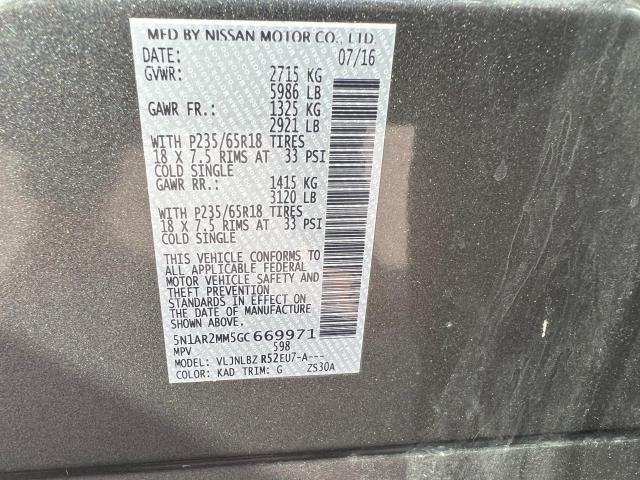 MFD BY NISSAN MOTOR CO., LTD.
DATE: 07/16
GVWR: 2715 KG
5986 LB
GAWR FR.: 1325 KG
2921 LB
WITH P235/65R18 TIRES
18 X 7.5 RIMS AT 33 PSI
COLD SINGLE
GAWR RR.: 1415 KG
3120 LB
WITH P235/65R18 TIRES
18 X 7.5 RIMS AT 33 PSI
COLD SINGLE
THIS VEHICLE CONFORMS TO
ALL APPLICABLE FEDERAL
MOTOR VEHICLE SAFETY AND
THEFT PREVENTION
STANDARDS IN EFFECT ON
THE DATE OF MANUFACTURE
SHOWN ABOVE.
5N1AR2MM5GC669971
MPV 598
MODEL: VLJNLBZ R52EU7-A---
COLOR: KAD TRIM: G ZS30A